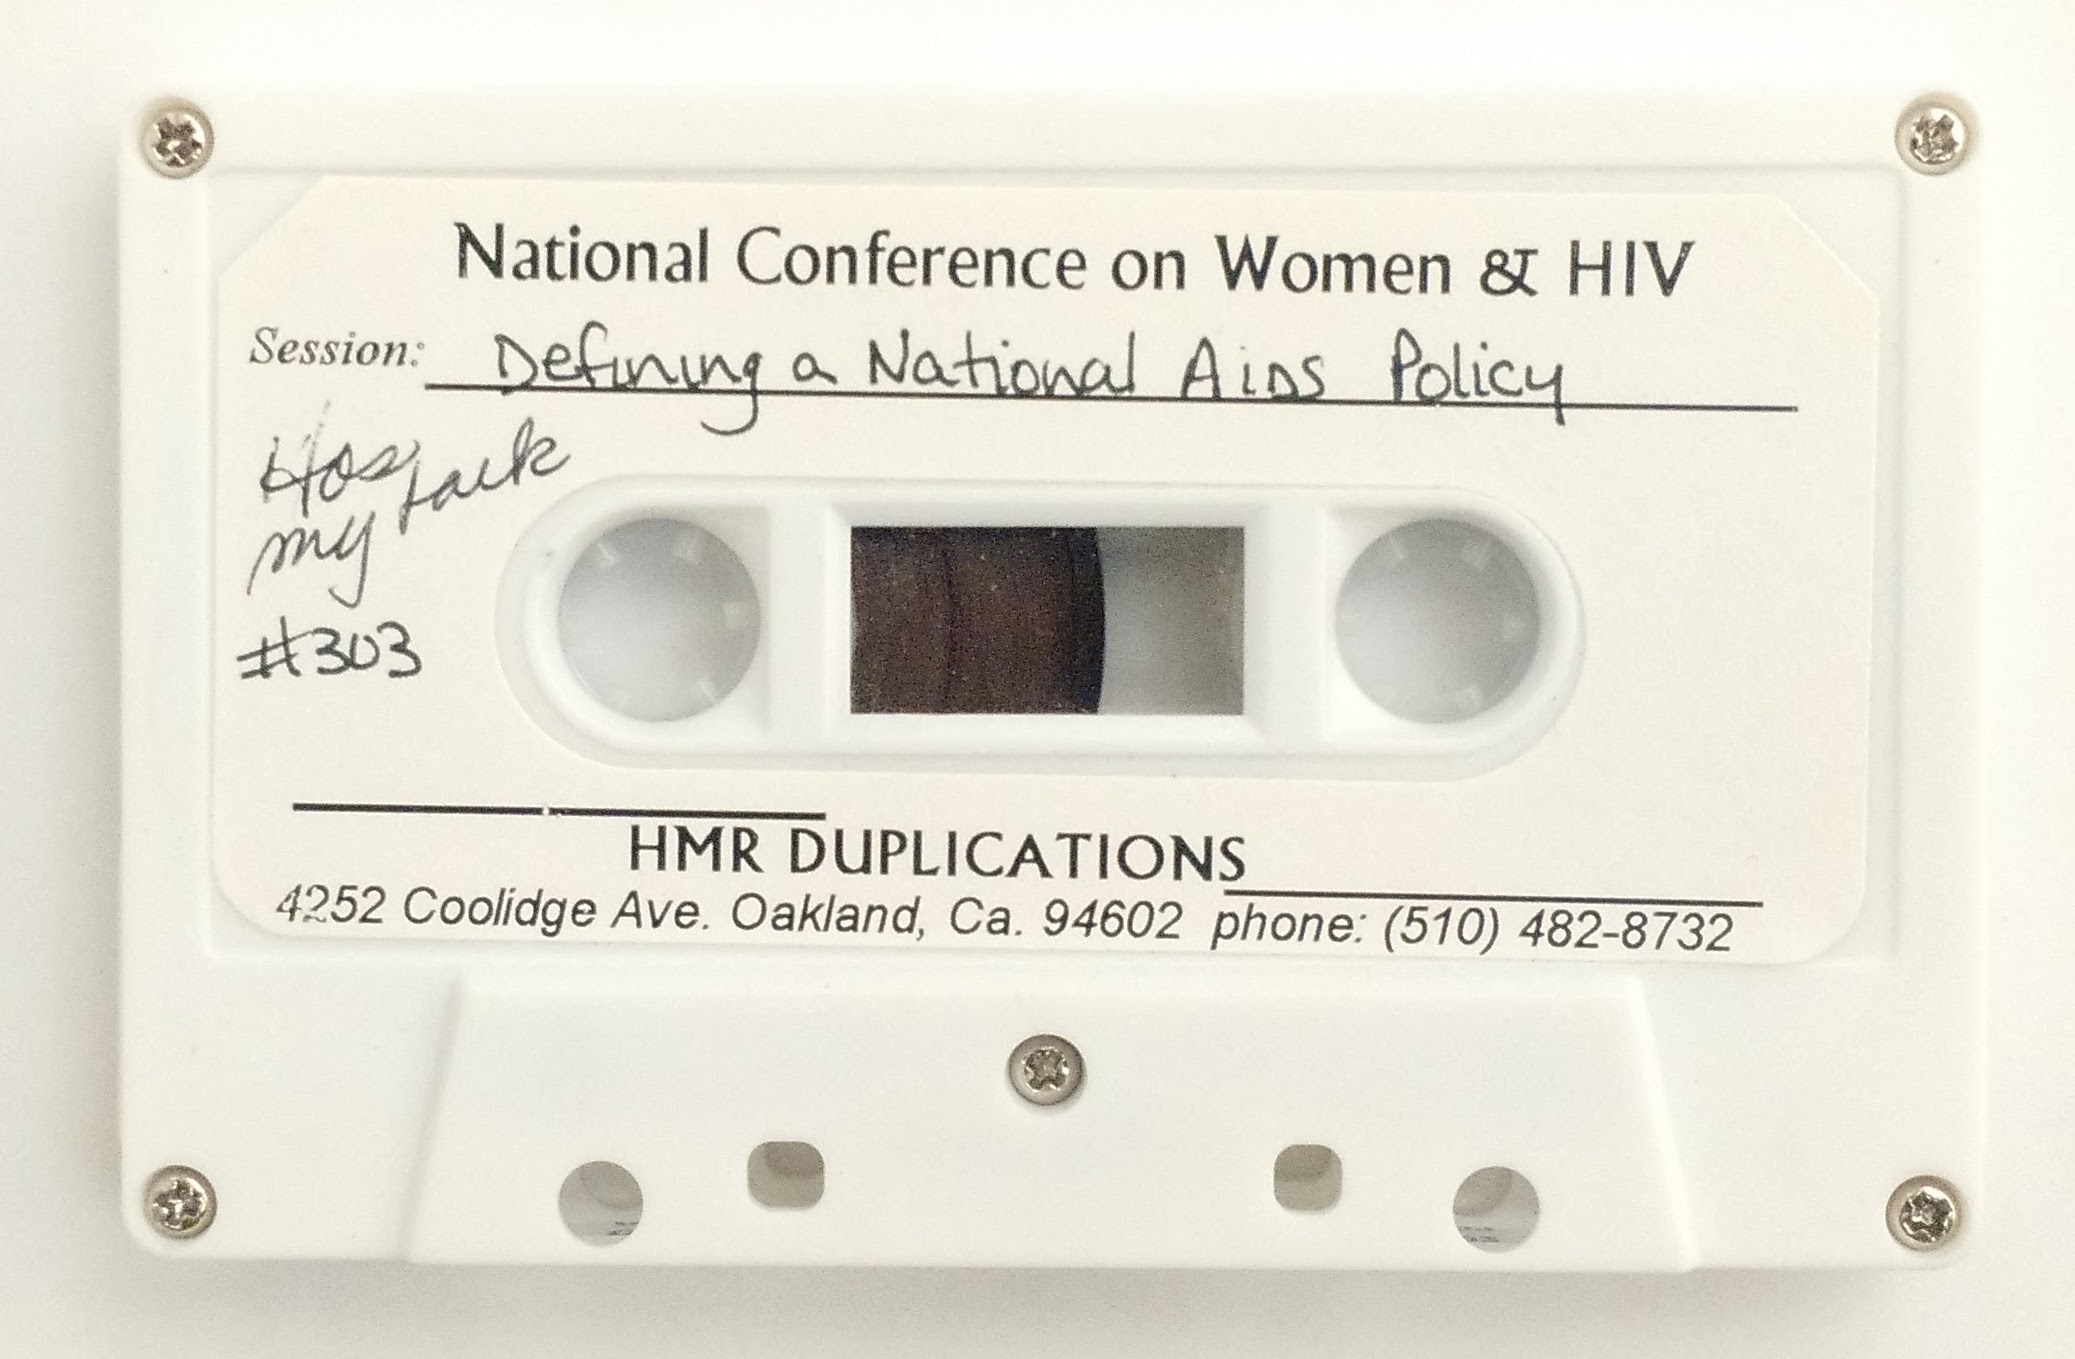 National Conference on Women & HIV
Session: Defining a National AIDS Policy
Has
my talk
#303
HMR DUPLICATIONS
4252 Coolidge Ave. Oakland, Ca. 94602 phone: (510) 482-8732